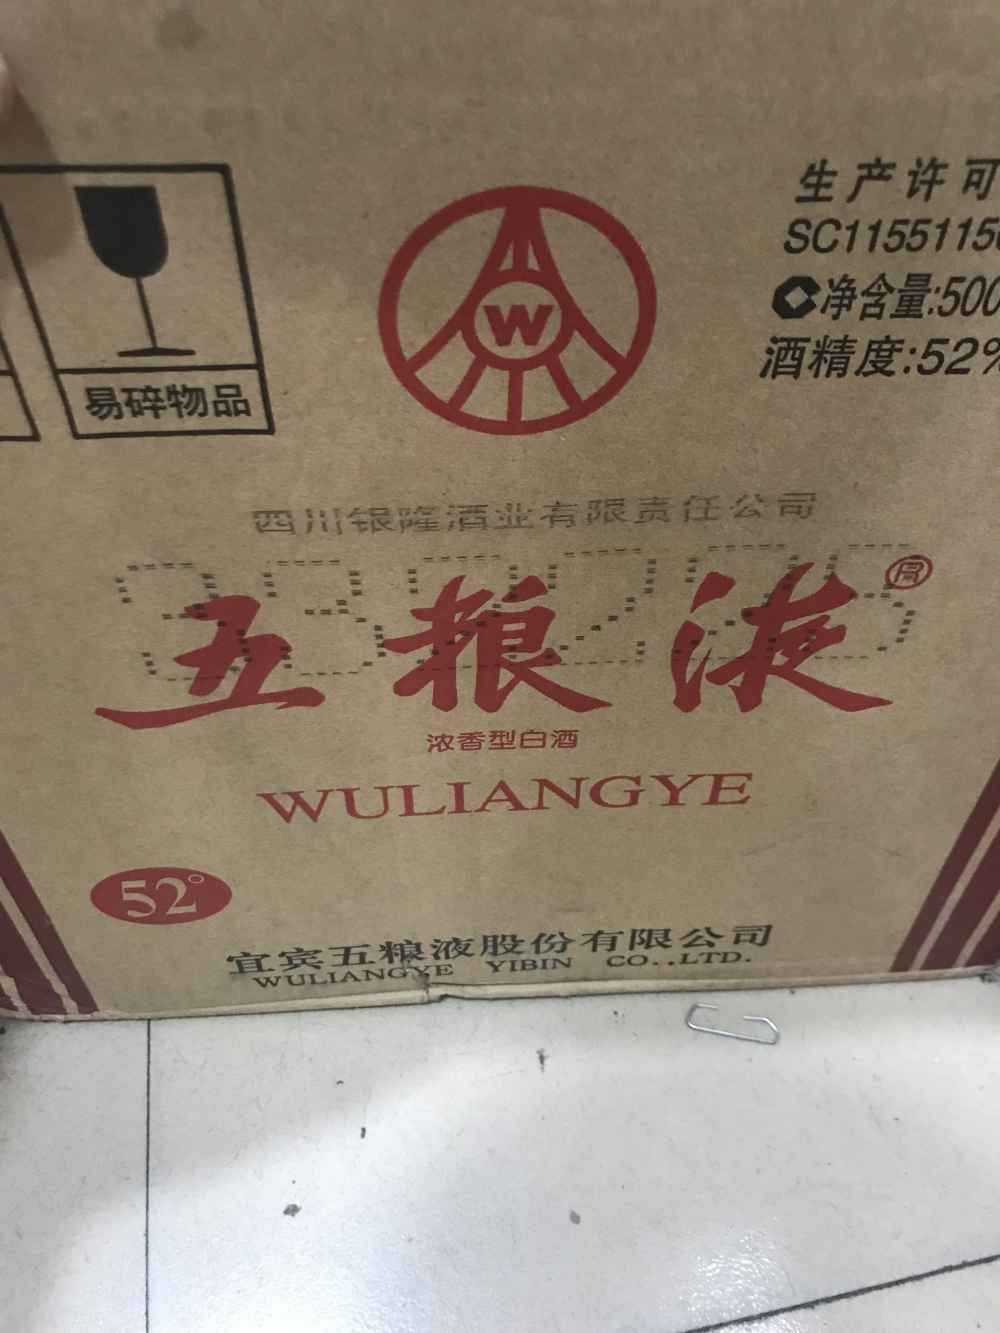 生产许可
SC1155115
净含量:500
酒精度:52%
易碎物品
W
四川银隆酒业有限责任公司
五粮液®
浓香型白酒
WULIANGYE
52°
宜宾五粮液股份有限公司
WULIANGYE YIBIN CO.,LTD.